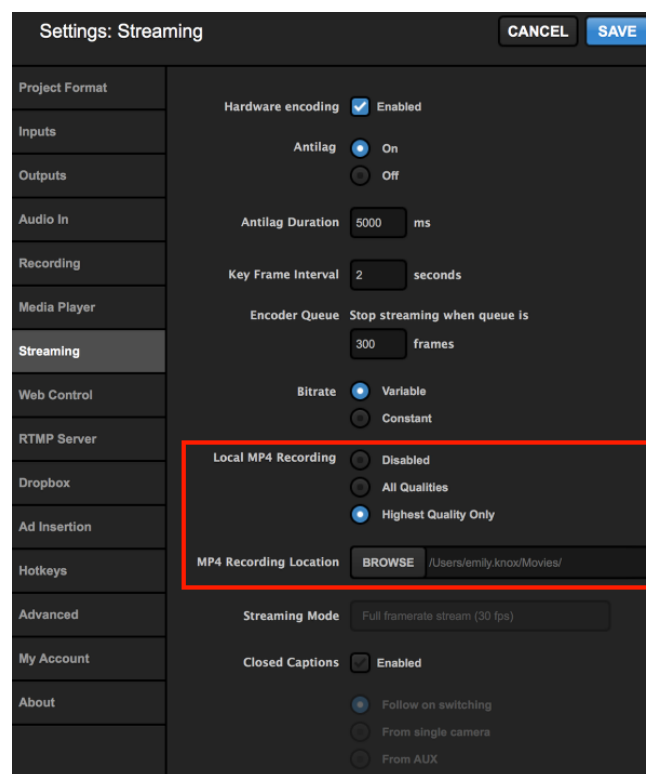 Settings: Streaming
CANCEL
SAVE
Project Format
Inputs
Outputs
Audio In
Recording
Media Player
Streaming
Web Control
RTMP Server
Dropbox
Ad Insertion
Hotkeys
Advanced
My Account
About
Hardware encoding Enabled
Antilag On
Off
Antilag Duration 5000 ms
Key Frame Interval 2 seconds
Encoder Queue Stop streaming when queue is
300 frames
Bitrate Variable
Constant
Local MP4 Recording Disabled
All Qualities
Highest Quality Only
MP4 Recording Location BROWSE /Users/emily.knox/Movies/
Streaming Mode Full framerate stream (30 fps)
Closed Captions Enabled
Follow on switching
From single camera
From AUX